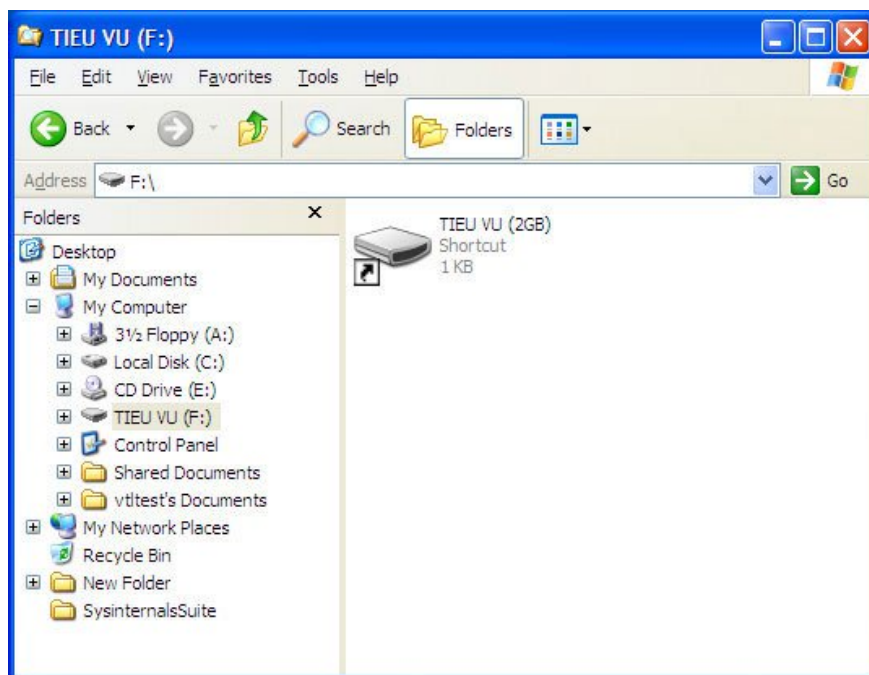 TIEU VU (F:)
File Edit View Favorites Tools Help
Back Search Folders
Address F:\ Go
Folders
Desktop
My Documents
My Computer
3½ Floppy (A:)
Local Disk (C:)
CD Drive (E:)
TIEU VU (F:)
Control Panel
Shared Documents
vtltest's Documents
My Network Places
Recycle Bin
New Folder
SysinternalsSuite
TIEU VU (2GB)
Shortcut
1 KB